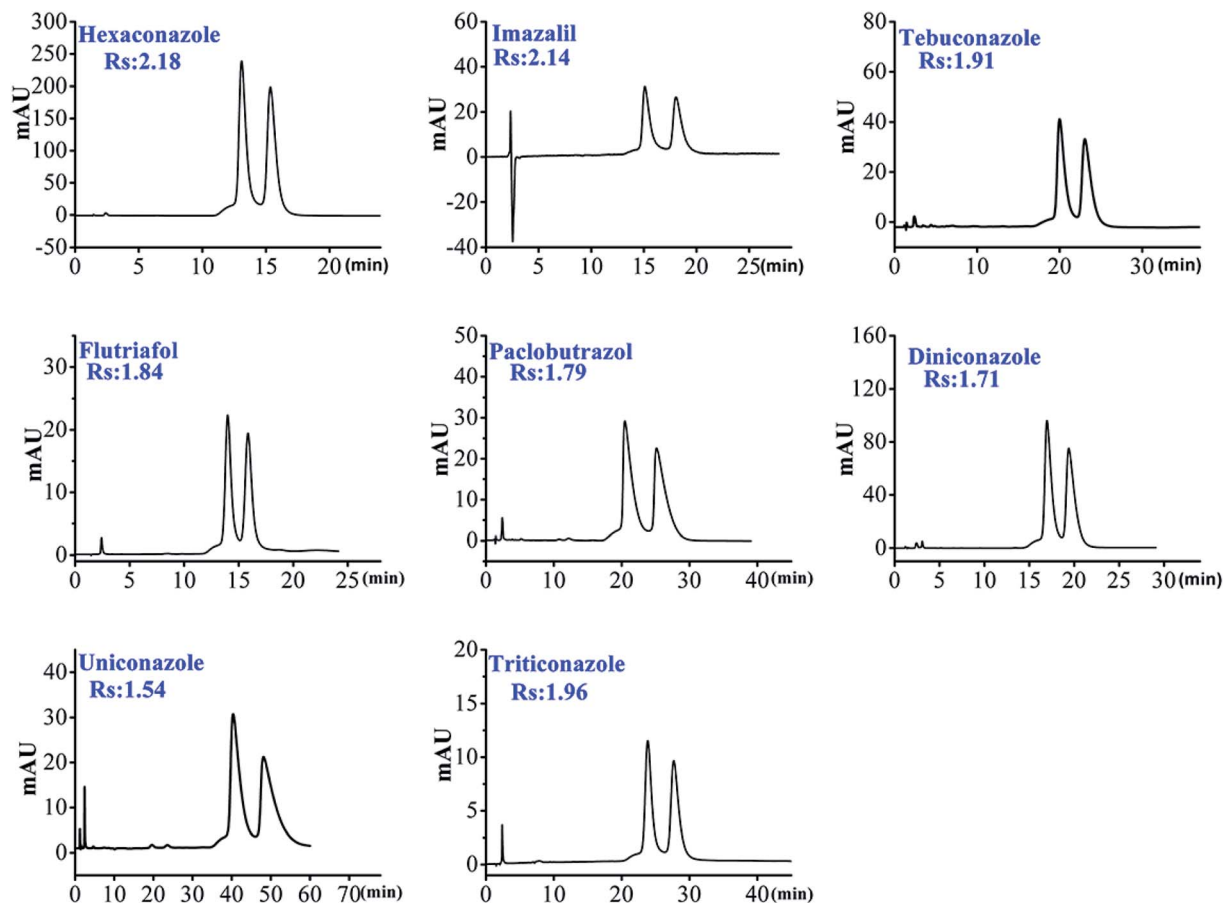 Hexaconazole
Rs:2.18
mAU
300
250
200
150
100
50
0
-50
0 5 10 15 20 (min)
Imazalil
Rs:2.14
mAU
60
40
20
0
-20
-40
0 5 10 15 20 25 (min)
Tebuconazole
Rs:1.91
mAU
80
60
40
20
0
0 10 20 30 (min)
Flutriafol
Rs:1.84
mAU
30
20
10
0
0 5 10 15 20 25 (min)
Paclobutrazol
Rs:1.79
mAU
50
40
30
20
10
0
0 10 20 30 40 (min)
Diniconazole
Rs:1.71
mAU
160
120
80
40
0
0 5 10 15 20 25 30 (min)
Uniconazole
Rs:1.54
mAU
40
30
20
10
0
0 10 20 30 40 50 60 70 (min)
Triticonazole
Rs:1.96
mAU
20
15
10
5
0
0 10 20 30 40 (min)